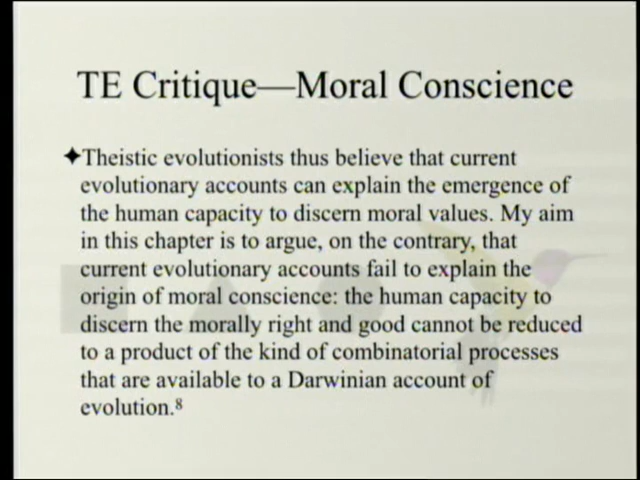 TE Critique—Moral Conscience
✦Theistic evolutionists thus believe that current
evolutionary accounts can explain the emergence of
the human capacity to discern moral values. My aim
in this chapter is to argue, on the contrary, that
current evolutionary accounts fail to explain the
origin of moral conscience: the human capacity to
discern the morally right and good cannot be reduced
to a product of the kind of combinatorial processes
that are available to a Darwinian account of
evolution.⁸